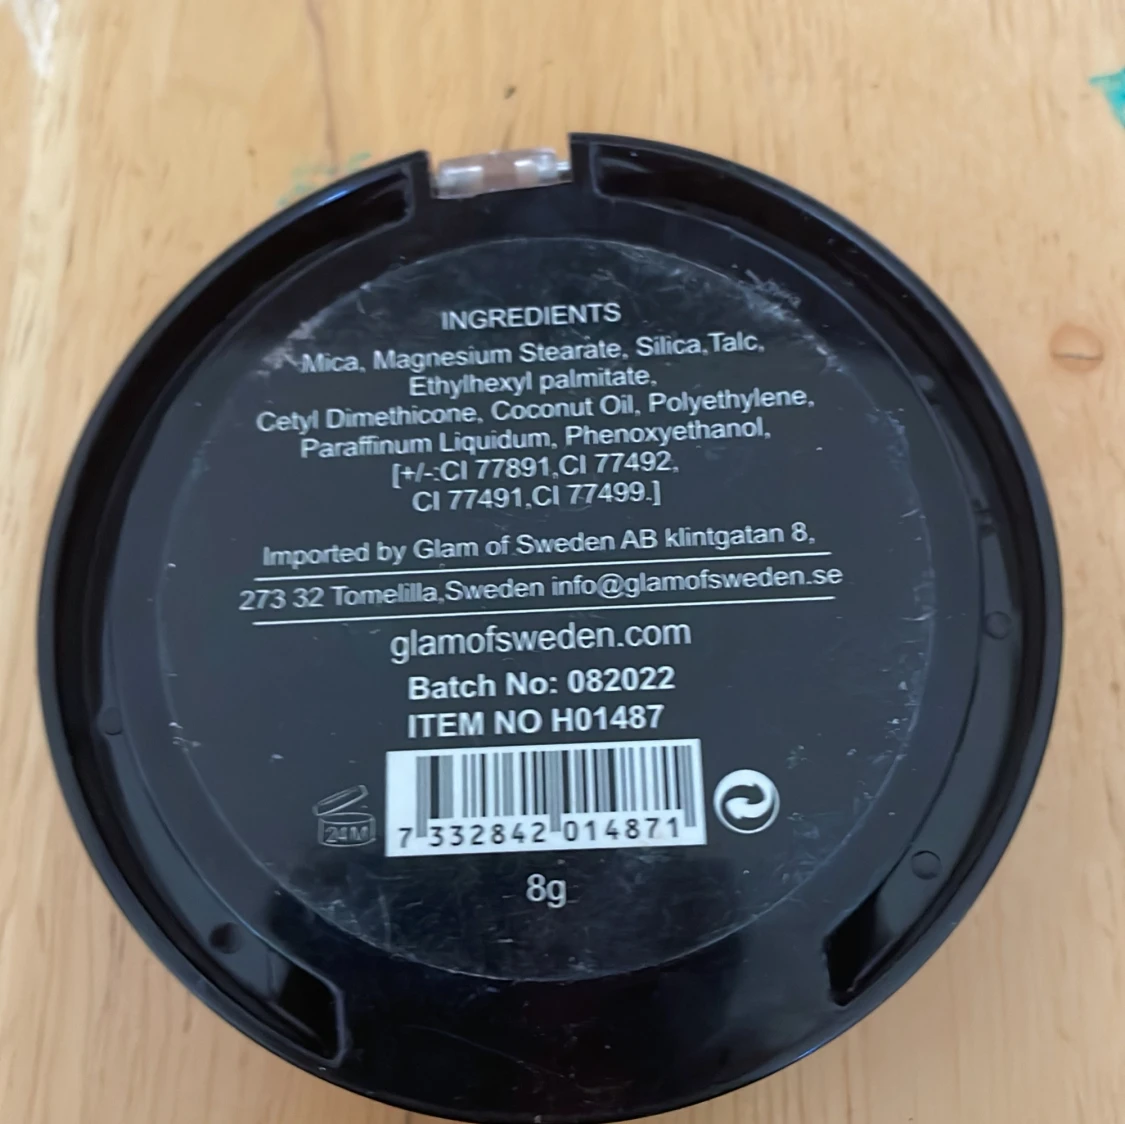 INGREDIENTS
Mica, Magnesium Stearate, Silica,Talc,
Ethylhexyl palmitate,
Cetyl Dimethicone, Coconut Oil, Polyethylene,
Paraffinum Liquidum, Phenoxyethanol,
[+/-:CI 77891,CI 77492,
CI 77491,CI 77499.]
Imported by Glam of Sweden AB klintgatan 8,
273 32 Tomelilla,Sweden info@glamofsweden.se
glamofsweden.com
Batch No: 082022
ITEM NO H01487
24M
7 332842 014871
8g